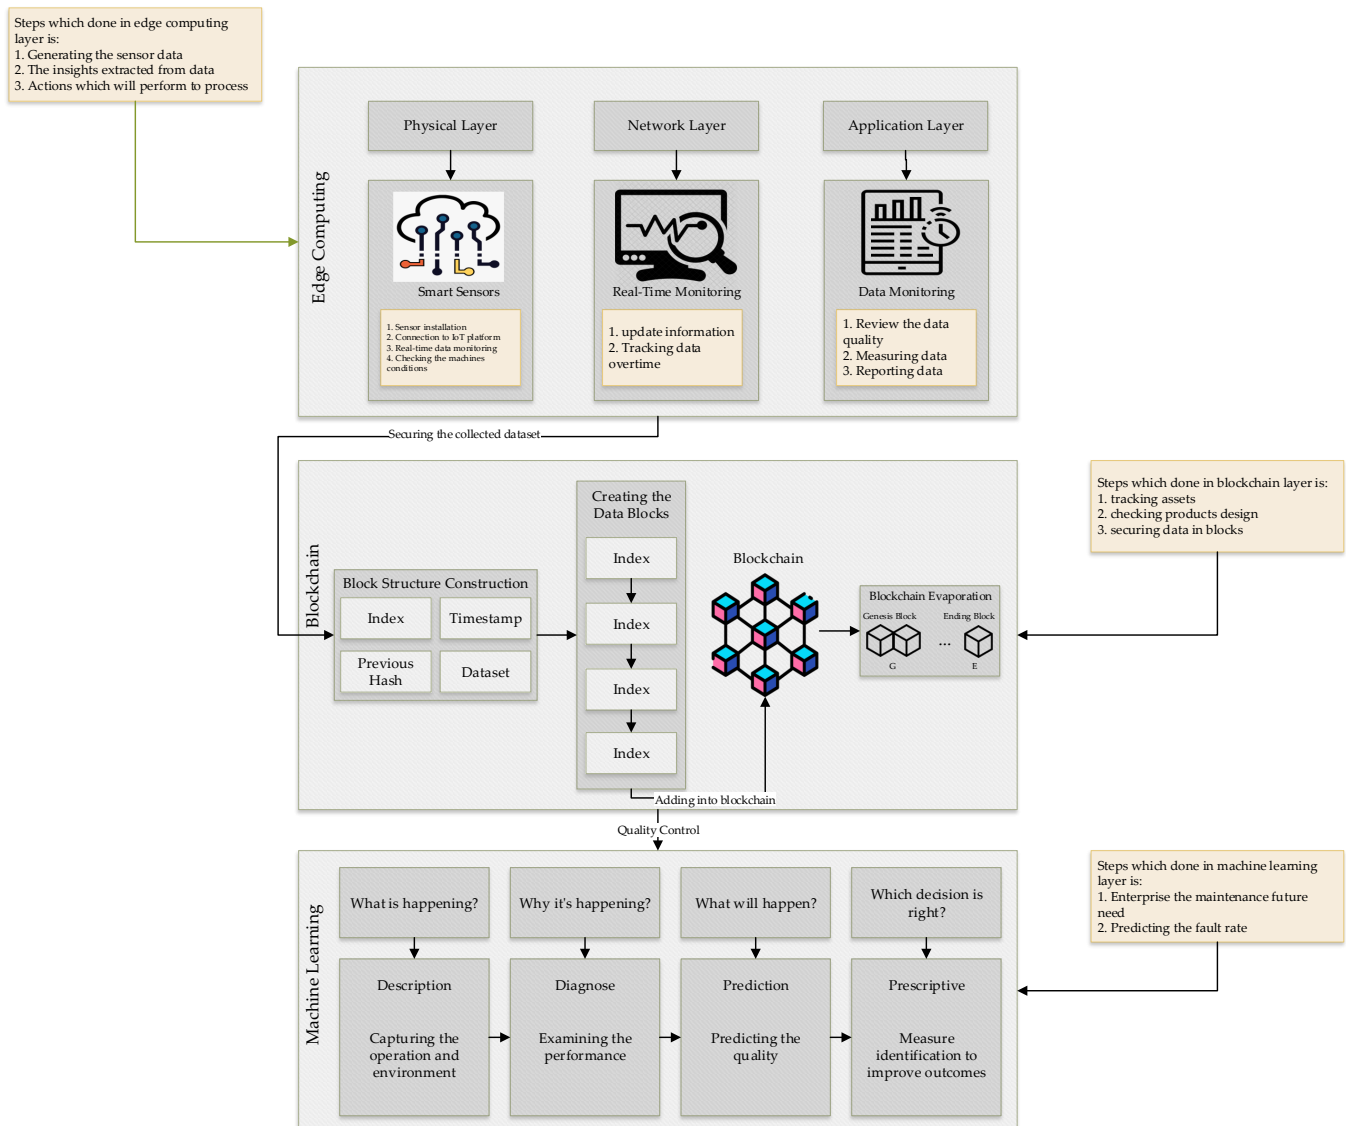 Steps which done in edge computing
layer is:
1. Generating the sensor data
2. The insights extracted from data
3. Actions which will perform to process
Edge Computing
Physical Layer
Smart Sensors
1. Sensor installation
2. Connection to IoT platform
3. Real-time data monitoring
4. Checking the machines
conditions
Network Layer
Real-Time Monitoring
1. update information
2. Tracking data
overtime
Application Layer
Data Monitoring
1. Review the data
quality
2. Measuring data
3. Reporting data
Securing the collected dataset
Blockchain
Block Structure Construction
Index
Timestamp
Previous
Hash
Dataset
Creating the
Data Blocks
Index
Index
Index
Index
Adding into blockchain
Blockchain
Blockchain Evaporation
Genesis Block
Ending Block
...
G
E
Steps which done in blockchain layer is:
1. tracking assets
2. checking products design
3. securing data in blocks
Quality Control
Machine Learning
What is happening?
Description
Capturing the
operation and
environment
Why it's happening?
Diagnose
Examining the
performance
What will happen?
Prediction
Predicting the
quality
Which decision is
right?
Prescriptive
Measure
identification to
improve outcomes
Steps which done in machine learning
layer is:
1. Enterprise the maintenance future
need
2. Predicting the fault rate